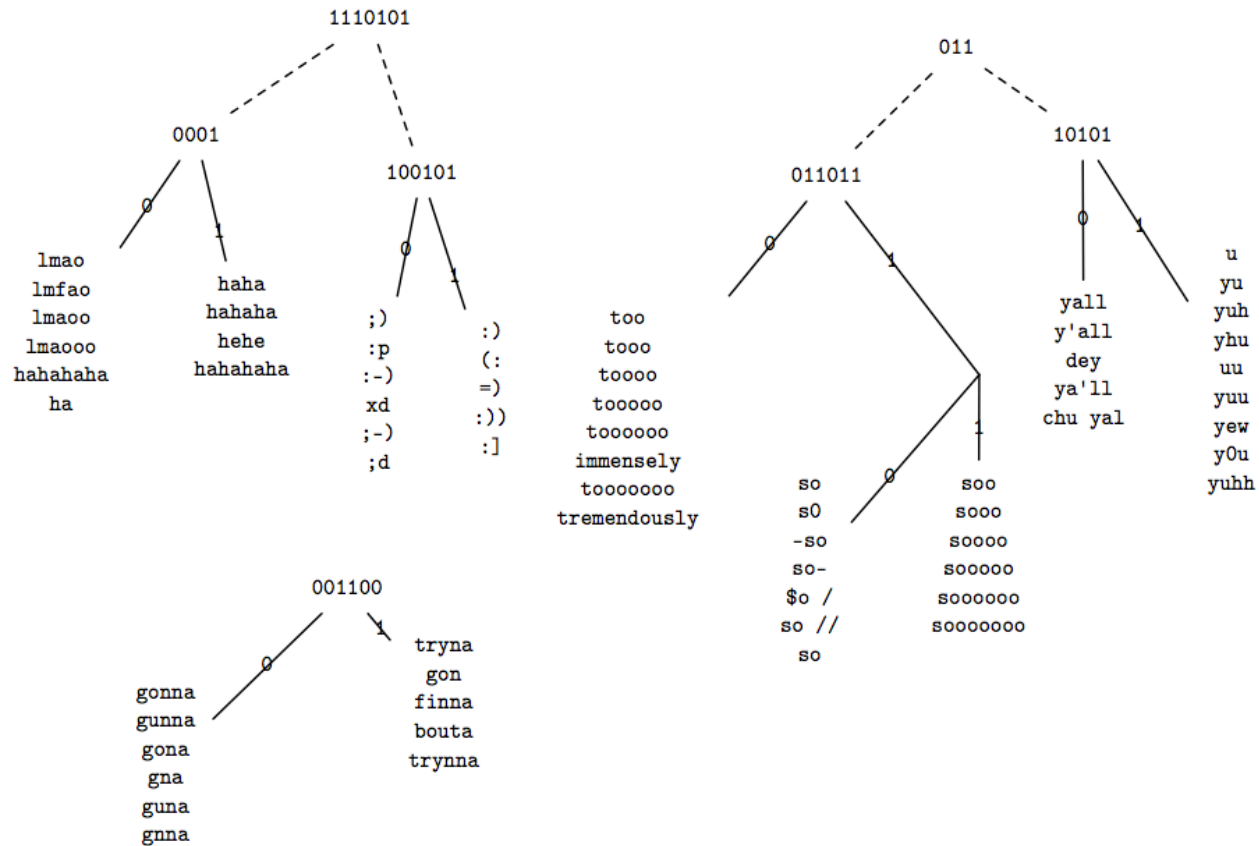 1110101
0001
0
1
lmao
lmfao
lmaoo
lmaooo
hahahaha
ha
haha
hahaha
hehe
hahahaha
100101
0
1
;)
:p
:-)
xd
;-)
;d
:)
(:
=)
:))
:]
001100
0
1
gonna
gunna
gona
gna
guna
gnna
tryna
gon
finna
bouta
trynna
011
011011
0
1
too
tooo
toooo
tooooo
toooooo
immensely
tooooooo
tremendously
0
1
so
s0
-so
so-
$o /
so //
so
soo
sooo
soooo
sooooo
soooooo
sooooooo
10101
0
1
yall
y'all
dey
ya'll
chu yal
u
yu
yuh
yhu
uu
yuu
yew
y0u
yuhh